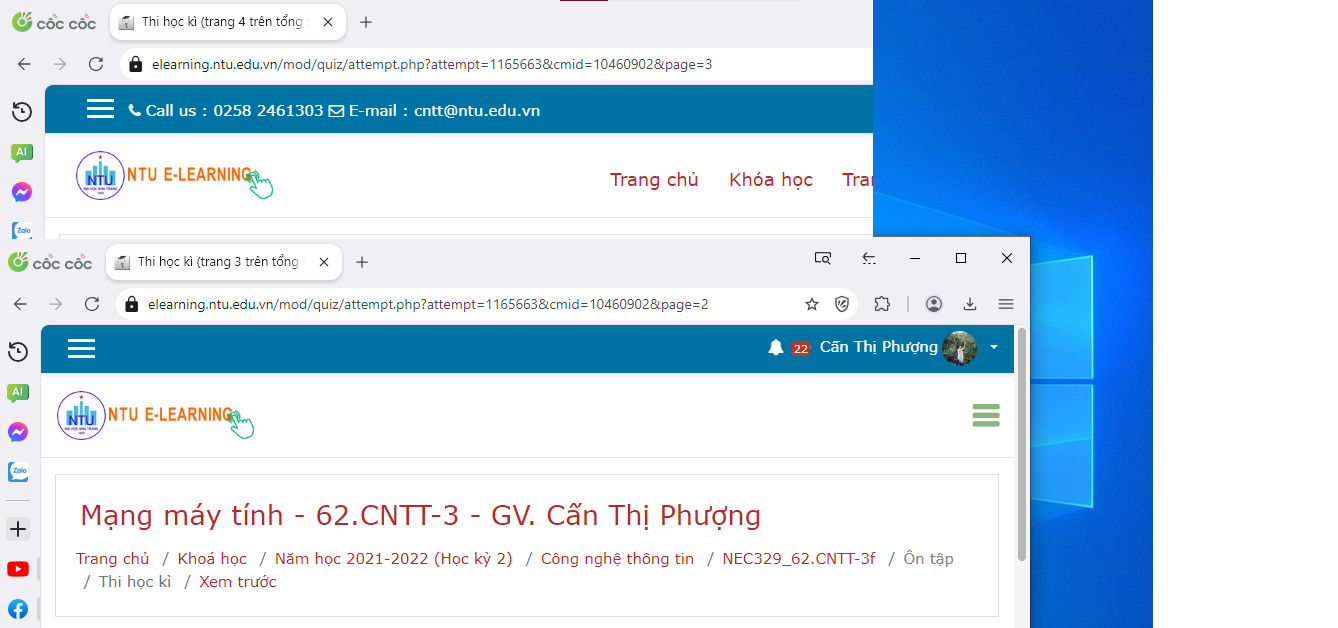 cốc cốc
Thi học kì (trang 4 trên tổng
elearning.ntu.edu.vn/mod/quiz/attempt.php?attempt=1165663&cmid=10460902&page=3
Call us : 0258 2461303 E-mail : cntt@ntu.edu.vn
AI
NTU
NTU E-LEARNING
Trang chủ Khóa học
Zalo
cốc cốc
Thi học kì (trang 3 trên tổng
elearning.ntu.edu.vn/mod/quiz/attempt.php?attempt=1165663&cmid=10460902&page=2
22 Cấn Thị Phượng
AI
NTU
NTU E-LEARNING
Zalo
Mạng máy tính - 62.CNTT-3 - GV. Cấn Thị Phượng
Trang chủ / Khoá học / Năm học 2021-2022 (Học kỳ 2) / Công nghệ thông tin / NEC329_62.CNTT-3f / Ôn tập
/ Thi học kì / Xem trước